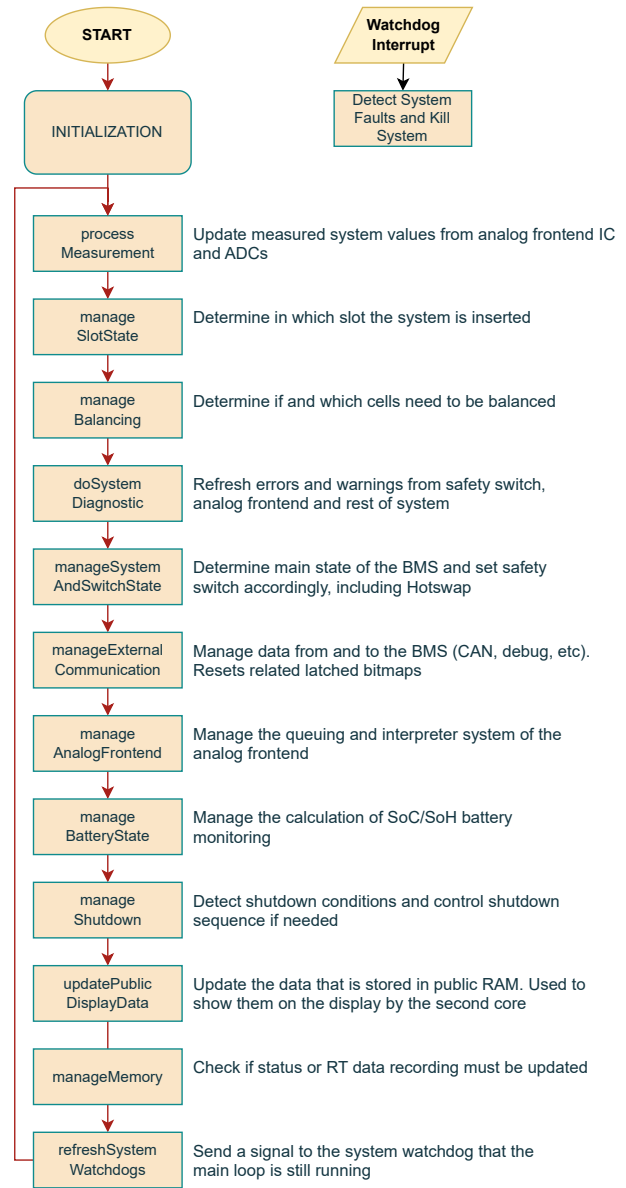 START
Watchdog
Interrupt
INITIALIZATION
Detect System
Faults and Kill
System
process
Measurement
Update measured system values from analog frontend IC
and ADCs
manage
SlotState
Determine in which slot the system is inserted
manage
Balancing
Determine if and which cells need to be balanced
doSystem
Diagnostic
Refresh errors and warnings from safety switch,
analog frontend and rest of system
manageSystem
AndSwitchState
Determine main state of the BMS and set safety
switch accordingly, including Hotswap
manageExternal
Communication
Manage data from and to the BMS (CAN, debug, etc).
Resets related latched bitmaps
manage
AnalogFrontend
Manage the queuing and interpreter system of the
analog frontend
manage
BatteryState
Manage the calculation of SoC/SoH battery
monitoring
manage
Shutdown
Detect shutdown conditions and control shutdown
sequence if needed
updatePublic
DisplayData
Update the data that is stored in public RAM. Used to
show them on the display by the second core
manageMemory
Check if status or RT data recording must be updated
refreshSystem
Watchdogs
Send a signal to the system watchdog that the
main loop is still running